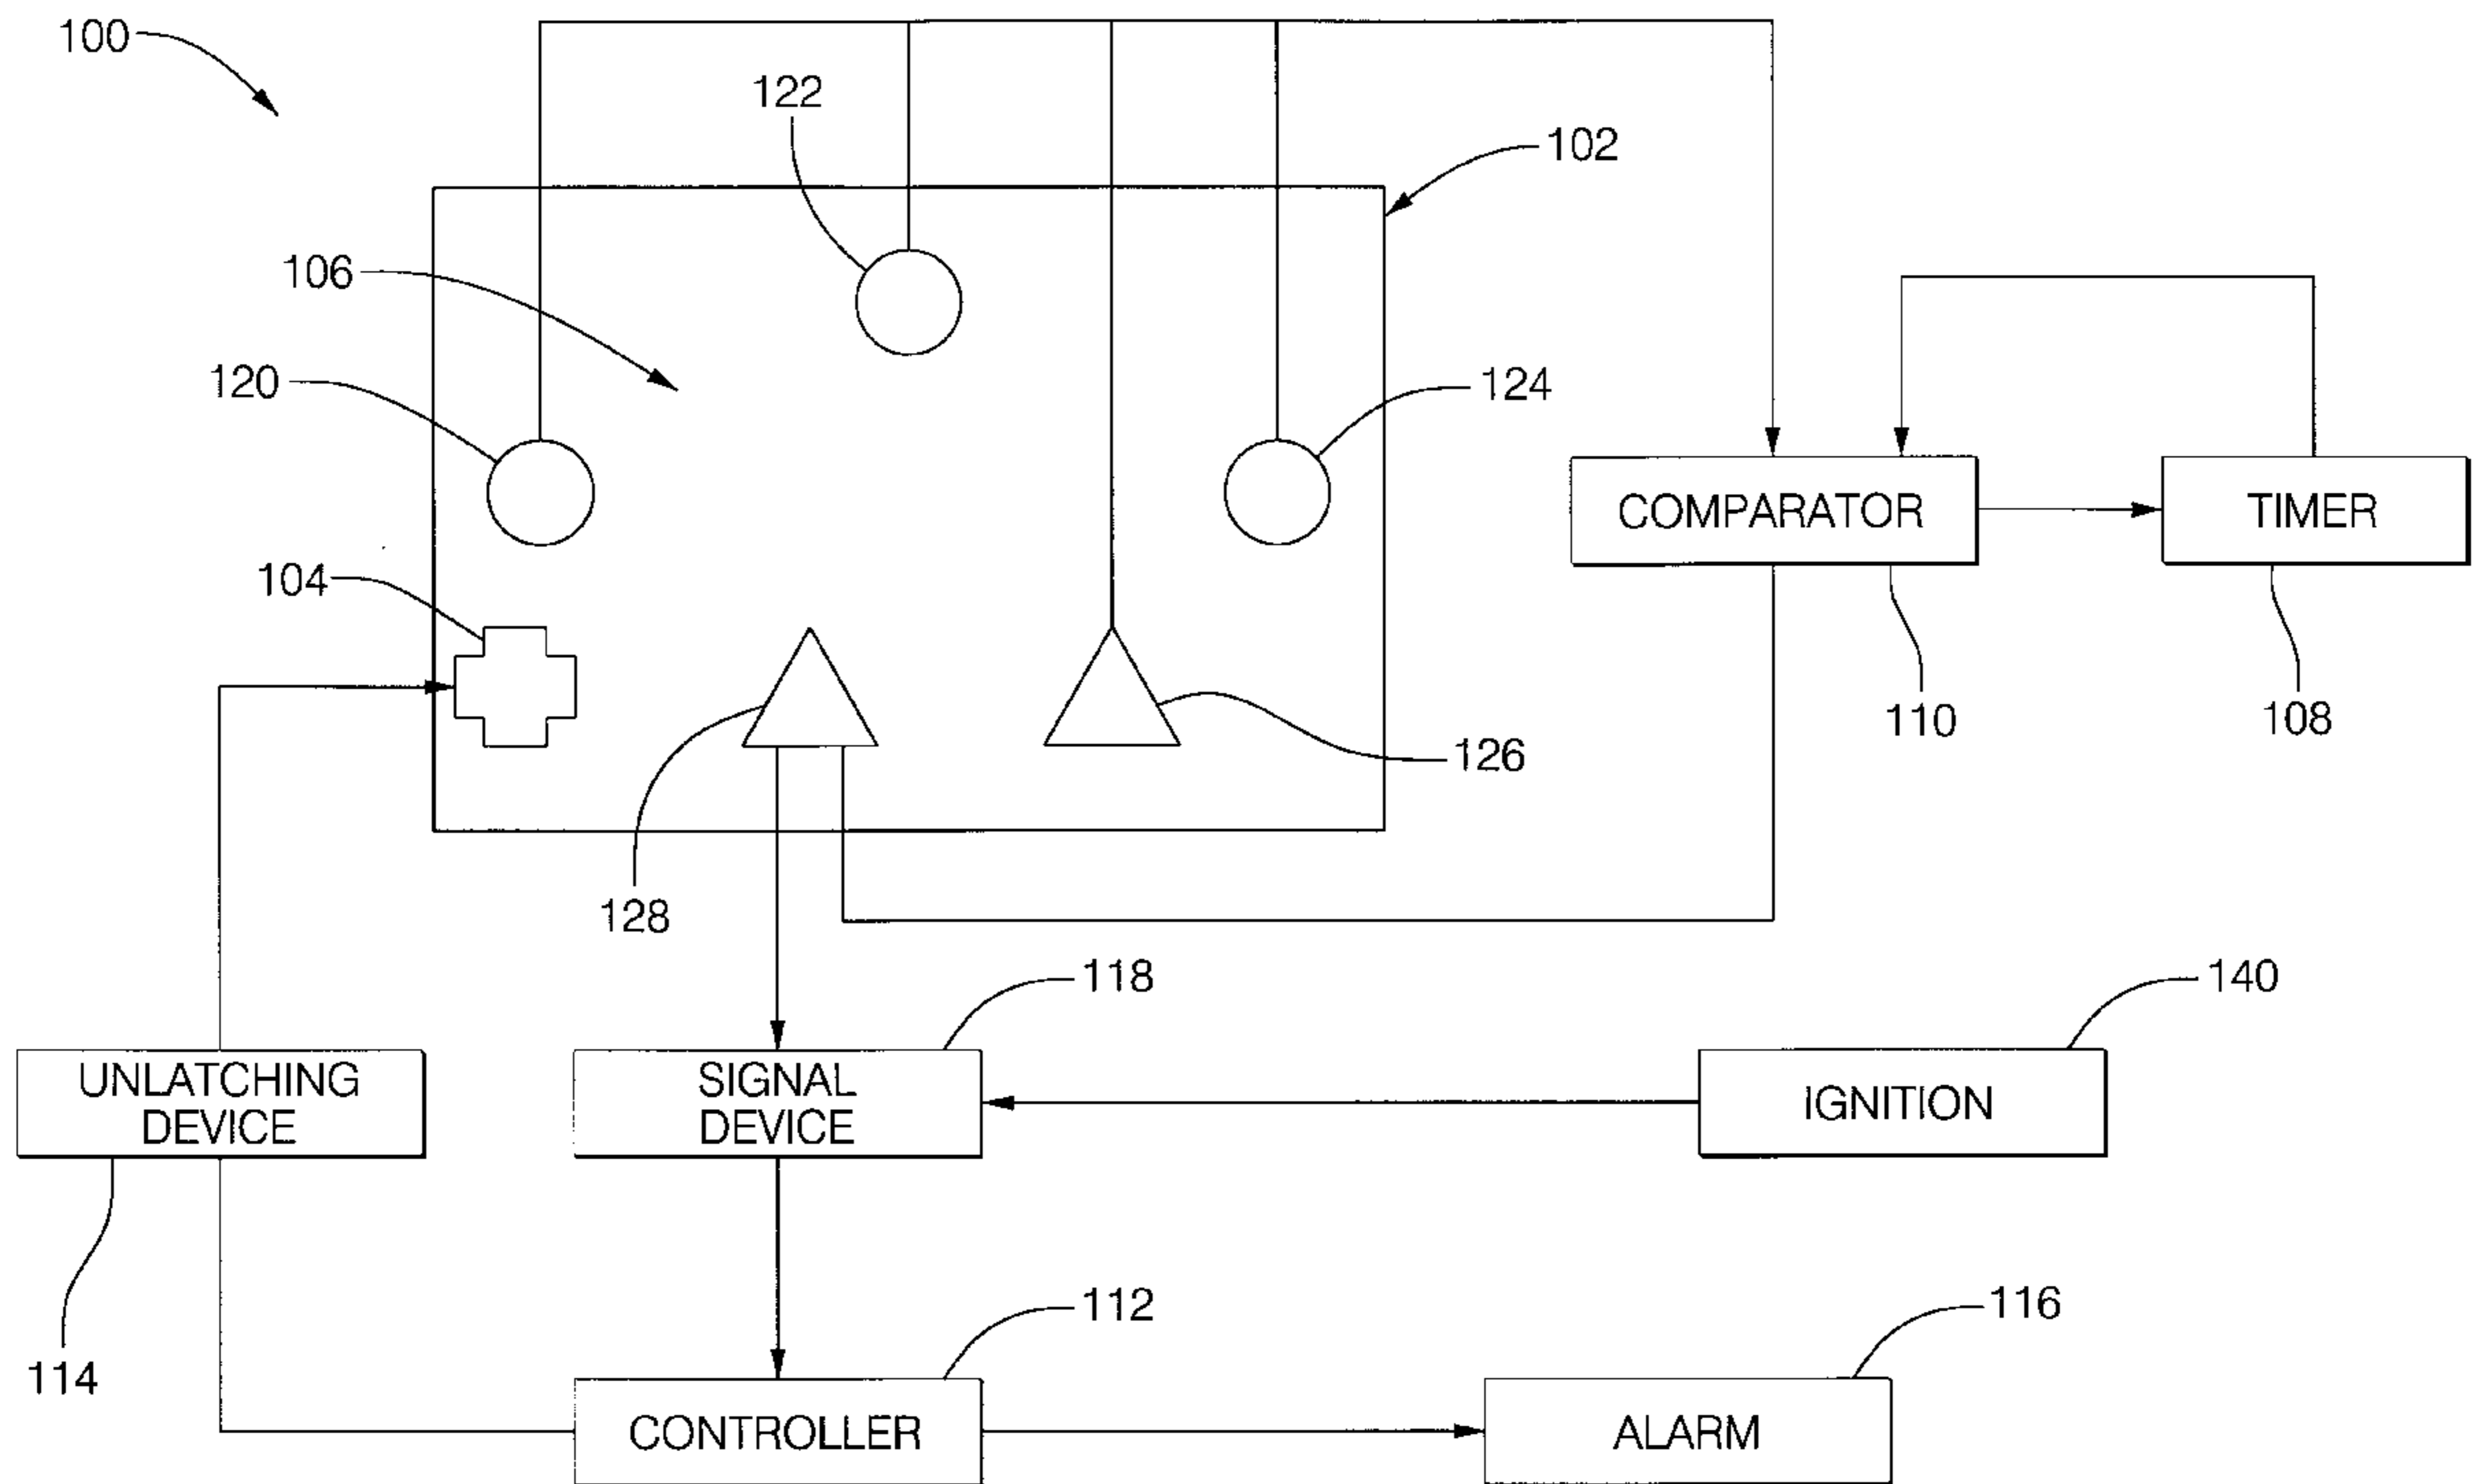 100
122
102
106
120
124
COMPARATOR
TIMER
104
110
108
126
128
118
140
UNLATCHING
DEVICE
SIGNAL
DEVICE
IGNITION
112
116
114
CONTROLLER
ALARM